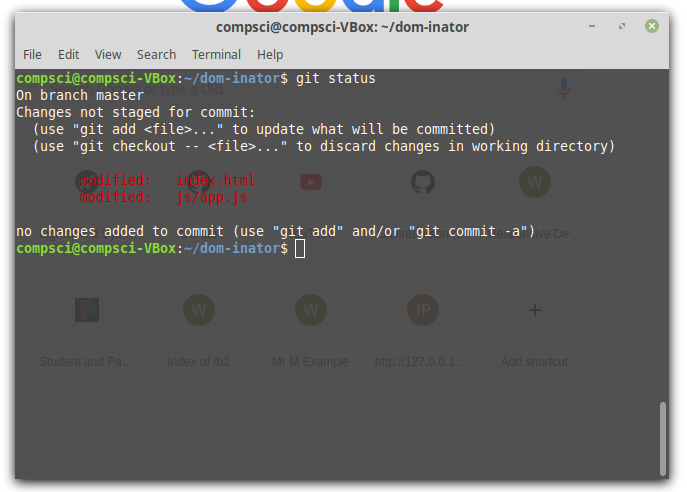 compsci@compsci-VBox: ~/dom-inator
File Edit View Search Terminal Help
compsci@compsci-VBox:~/dom-inator$ git status
On branch master
Changes not staged for commit:
(use "git add <file>..." to update what will be committed)
(use "git checkout -- <file>..." to discard changes in working directory)
modified: index.html
modified: js/app.js
no changes added to commit (use "git add" and/or "git commit -a")
compsci@compsci-VBox:~/dom-inator$
W
W
W
IP
Student and Pa...
Index of /b2
Mr M Example
http://127.0.0.1:...
Add shortcut